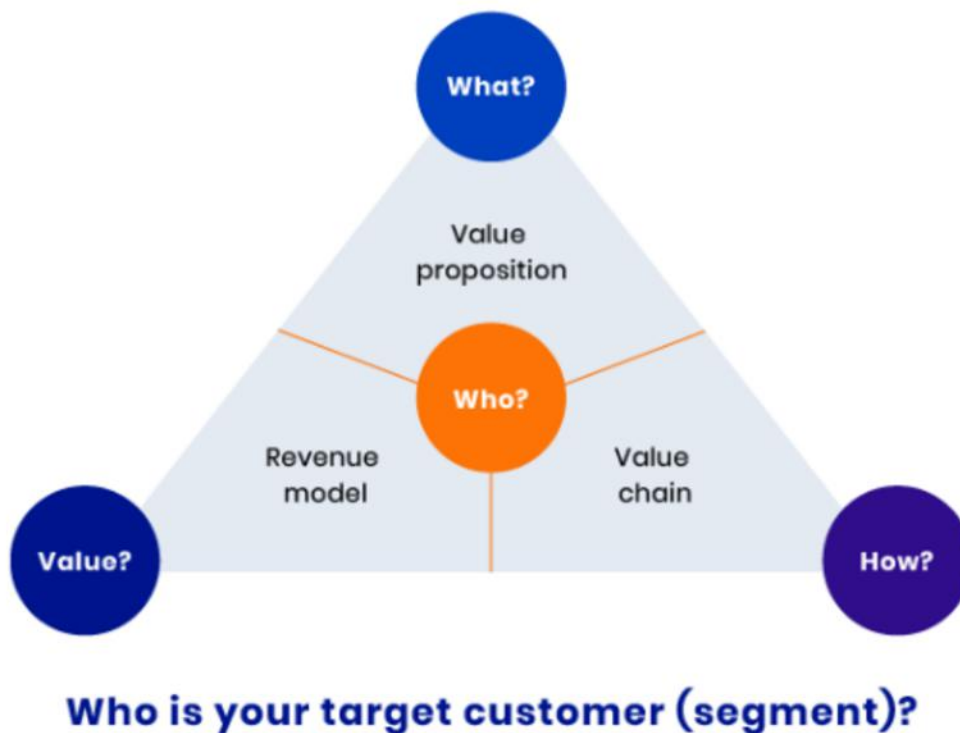 What?
Value
proposition
Who?
Revenue
model
Value
chain
Value?
How?
Who is your target customer (segment)?